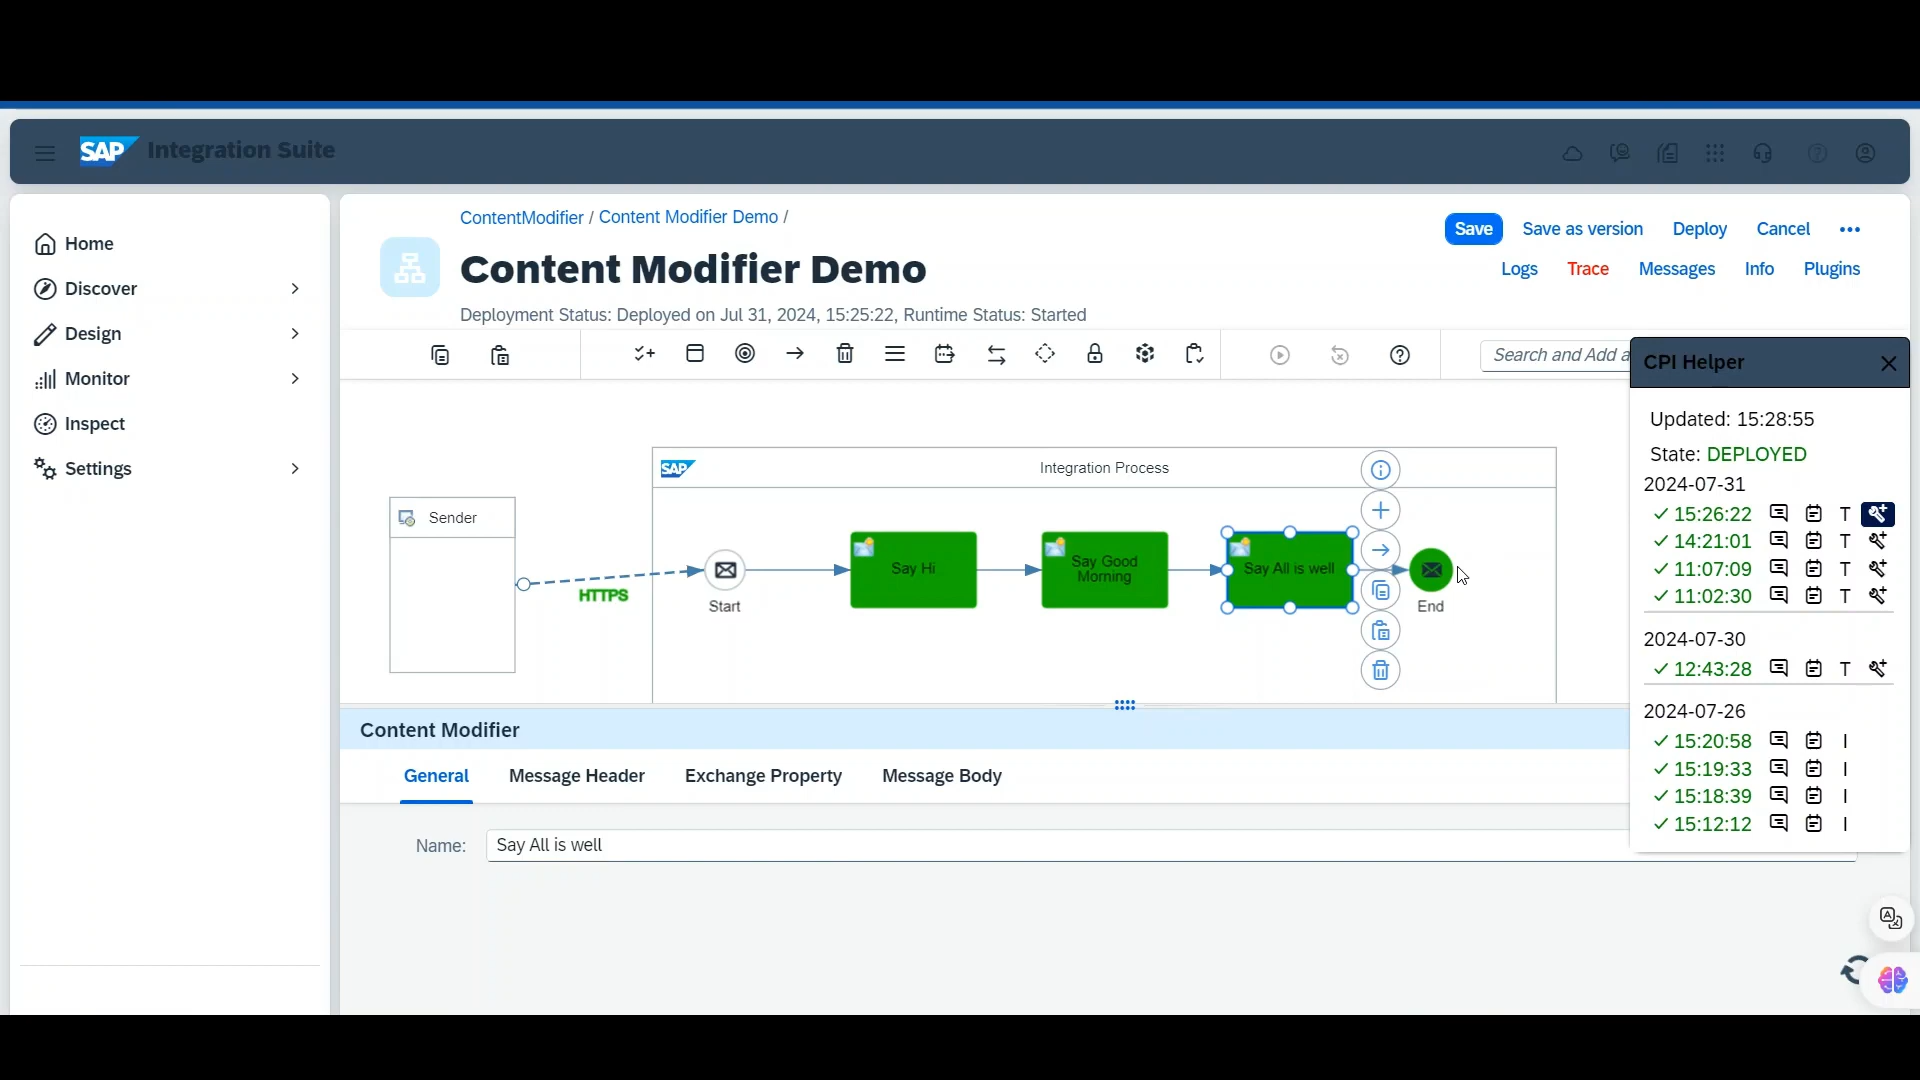 SAP Integration Suite
Home
Discover
Design
Monitor
Inspect
Settings
ContentModifier / Content Modifier Demo /
Content Modifier Demo
Deployment Status: Deployed on Jul 31, 2024, 15:25:22, Runtime Status: Started
Save
Save as version
Deploy
Cancel
Logs
Trace
Messages
Info
Plugins
Search and Add a
SAP
Integration Process
Sender
HTTPS
Start
Say Hi
Say Good
Morning
Say All is well
End
Content Modifier
General
Message Header
Exchange Property
Message Body
Name:
Say All is well
CPI Helper
Updated: 15:28:55
State: DEPLOYED
2024-07-31
15:26:22 T
14:21:01 T
11:07:09 T
11:02:30 T
2024-07-30
12:43:28 T
2024-07-26
15:20:58 I
15:19:33 I
15:18:39 I
15:12:12 I